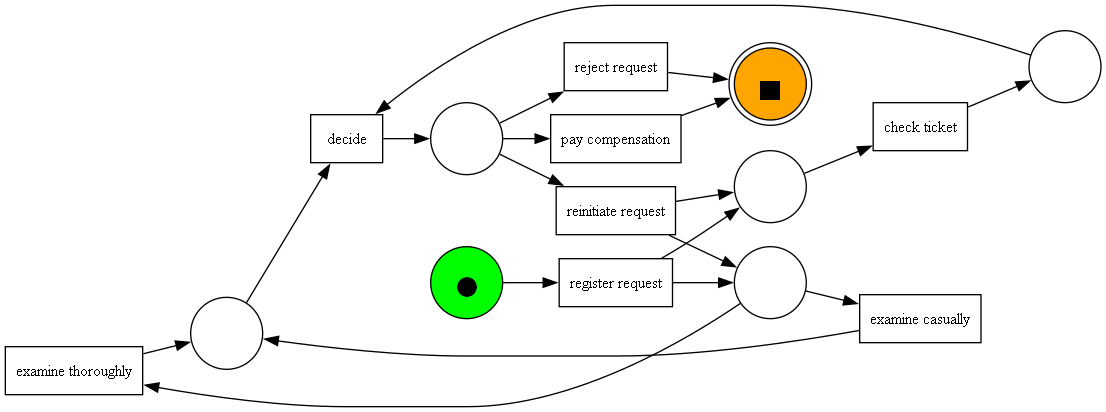 reject request
check ticket
decide
pay compensation
reinitiate request
register request
examine casually
examine thoroughly